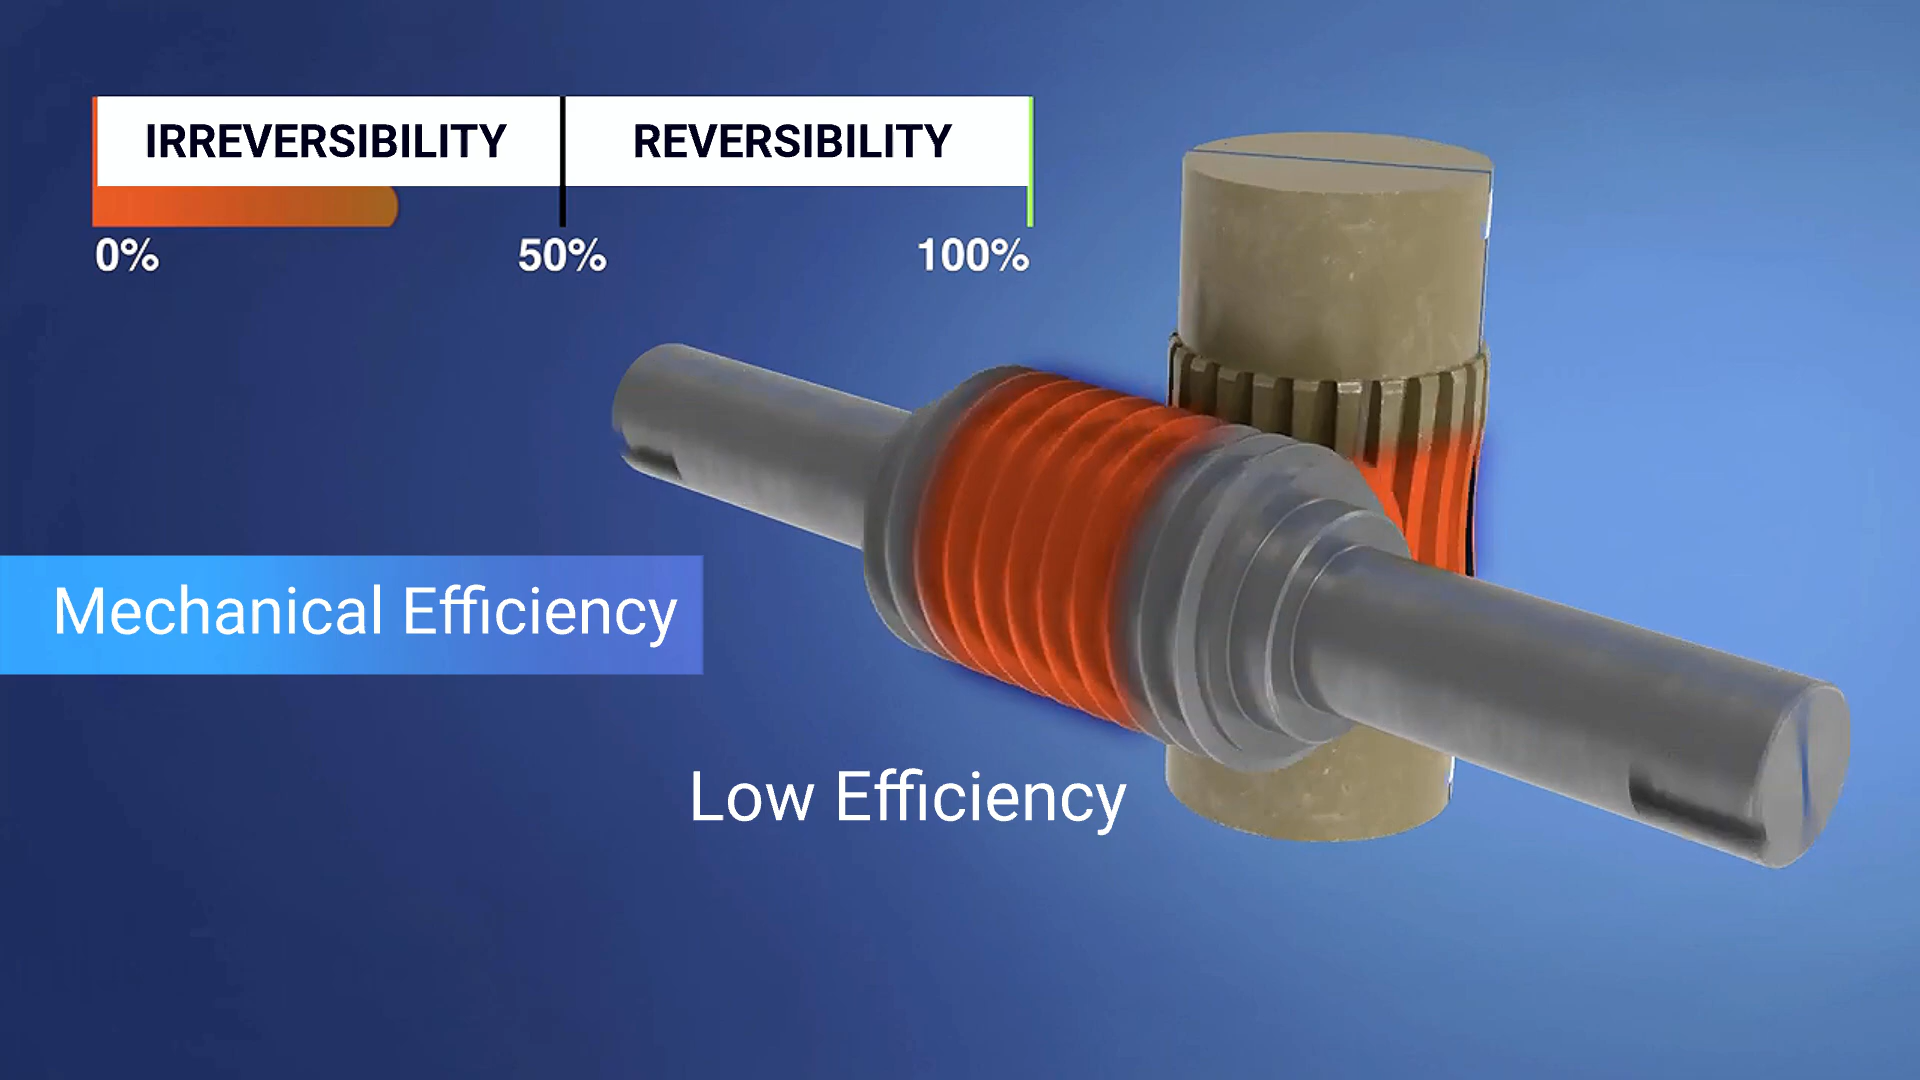 IRREVERSIBILITY REVERSIBILITY
0% 50% 100%
Mechanical Efficiency
Low Efficiency